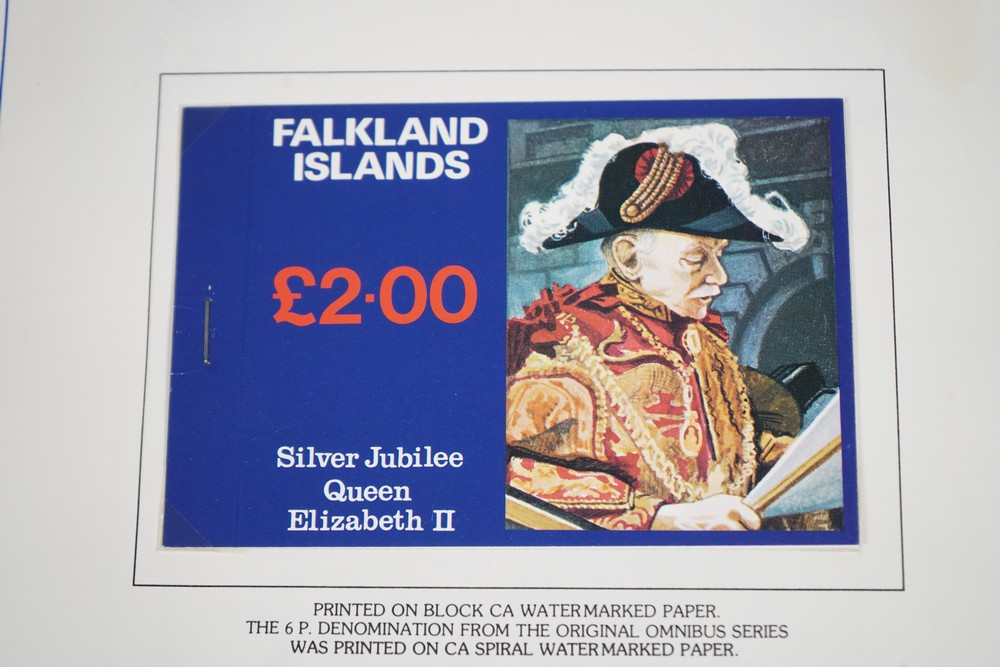 FALKLAND
ISLANDS
£2·00
Silver Jubilee
Queen
Elizabeth II
PRINTED ON BLOCK CA WATERMARKED PAPER.
THE 6 P. DENOMINATION FROM THE ORIGINAL OMNIBUS SERIES
WAS PRINTED ON CA SPIRAL WATERMARKED PAPER.